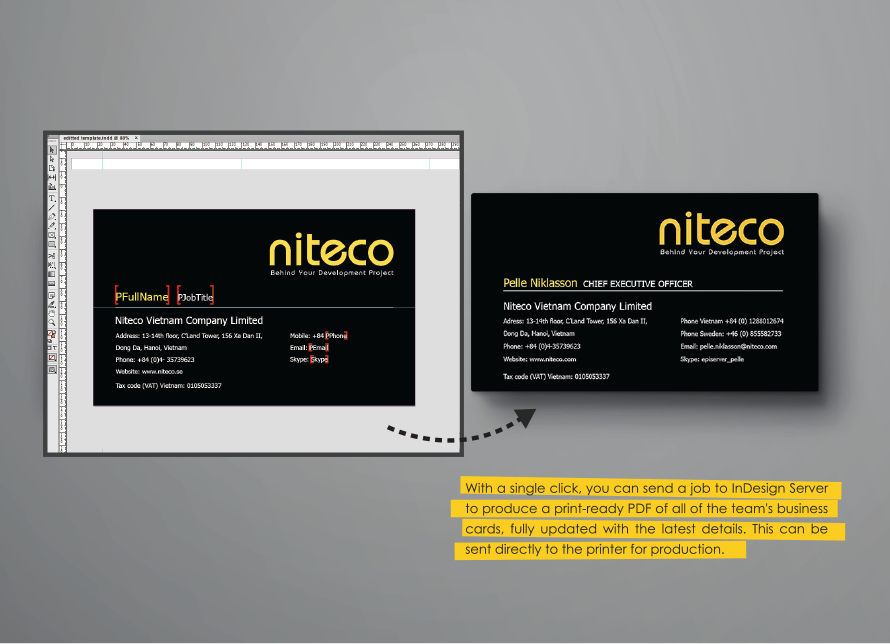 editted template.indd @ 80%
niteco
Behind Your Development Project
PFullName PJobTitle
Niteco Vietnam Company Limited
Address: 13-14th floor, C'Land Tower, 156 Xa Dan II,
Dong Da, Hanoi, Vietnam
Phone: +84 (0)4- 35739623
Website: www.niteco.se
Tax code (VAT) Vietnam: 0105053337
Mobile: +84 PPhone
Email: PEmail
Skype: Skype
niteco
Behind Your Development Project
Pelle Niklasson CHIEF EXECUTIVE OFFICER
Niteco Vietnam Company Limited
Adress: 13-14th floor, C'Land Tower, 156 Xa Dan II,
Dong Da, Hanoi, Vietnam
Phone: +84 (0)4-35739623
Website: www.niteco.com
Tax code (VAT) Vietnam: 0105053337
Phone Vietnam +84 (0) 1288012674
Phone Sweden: +46 (0) 855582733
Email: pelle.niklasson@niteco.com
Skype: episerver_pelle
With a single click, you can send a job to InDesign Server
to produce a print-ready PDF of all of the team's business
cards, fully updated with the latest details. This can be
sent directly to the printer for production.